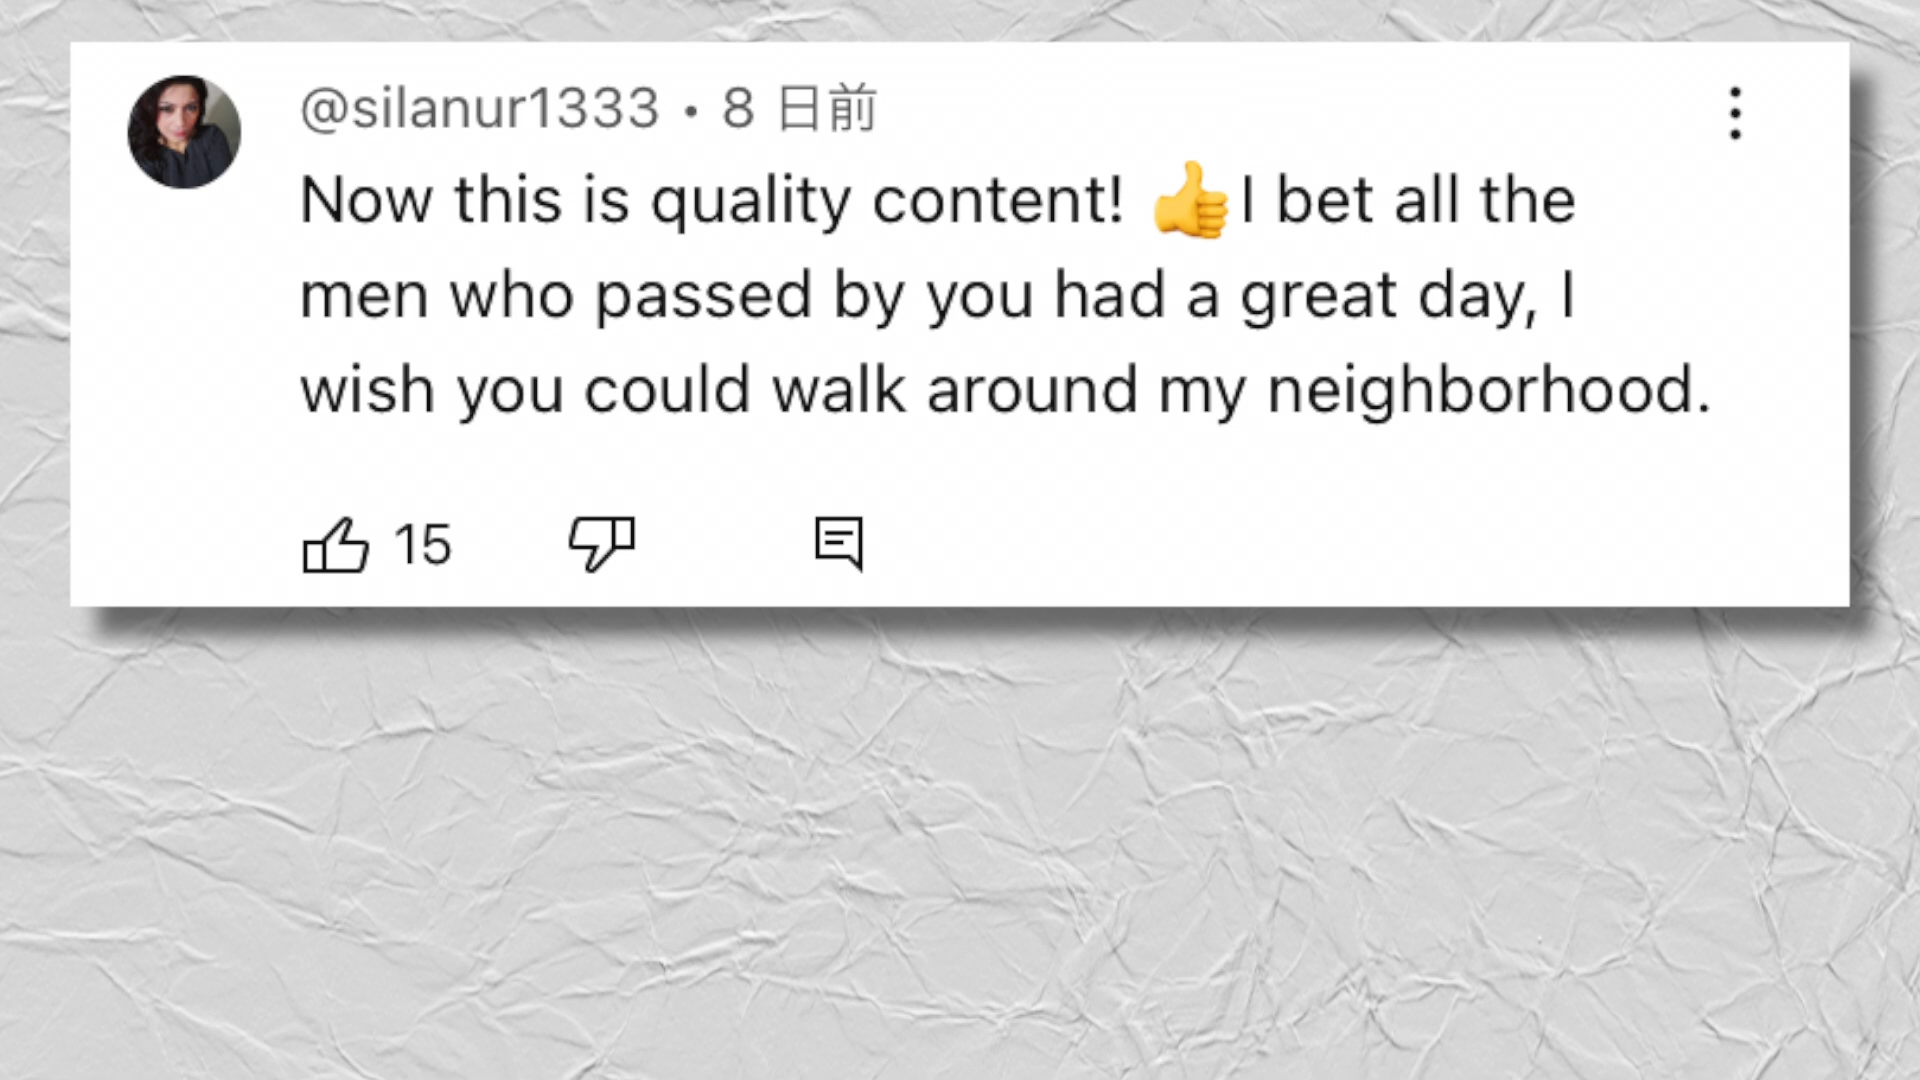 @silanur1333 • 8 日前
Now this is quality content! 👍I bet all the
men who passed by you had a great day, I
wish you could walk around my neighborhood.
15